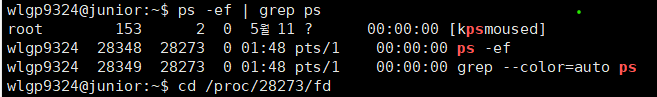 wlgp9324@junior:~$ ps -ef | grep ps
root 153 2 0 5월 11 ? 00:00:00 [kpsmoused]
wlgp9324 28348 28273 0 01:48 pts/1 00:00:00 ps -ef
wlgp9324 28349 28273 0 01:48 pts/1 00:00:00 grep --color=auto ps
wlgp9324@junior:~$ cd /proc/28273/fd